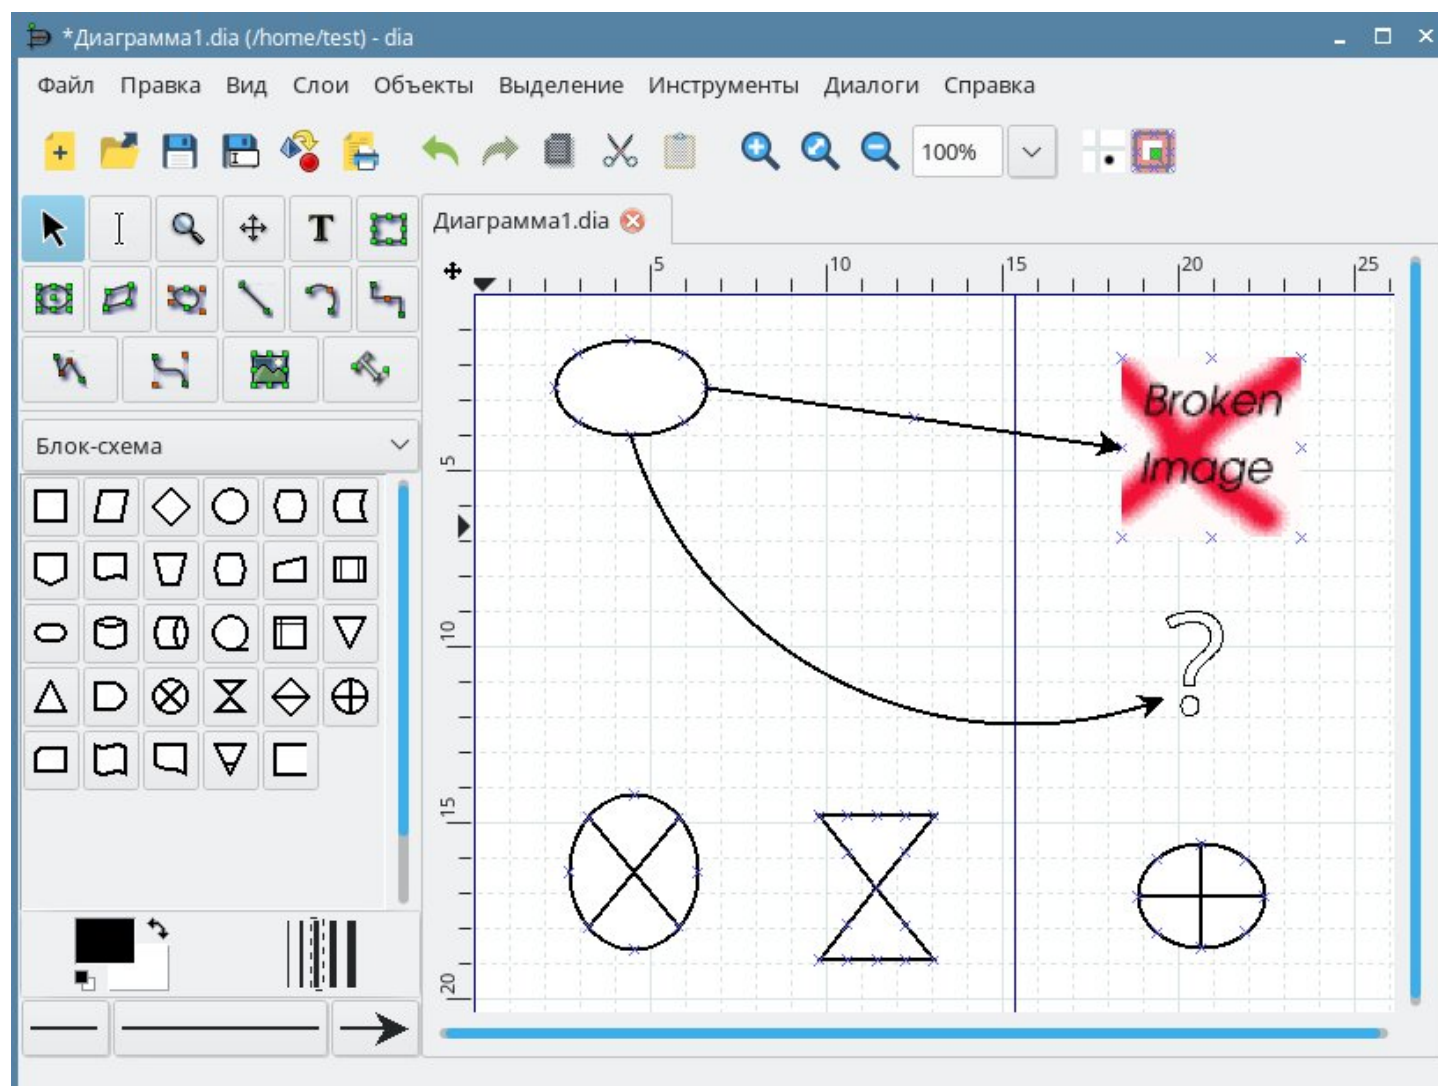 *Диаграмма1.dia (/home/test) - dia
Файл Правка Вид Слои Объекты Выделение Инструменты Диалоги Справка
100%
T
Диаграмма1.dia
5 10 15 20 25
Блок-схема
5
10
15
20
Broken
Image
?